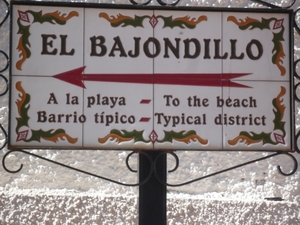 EL BAJONDILLO
A la playa - To the beach
Barrio típico - Typical district